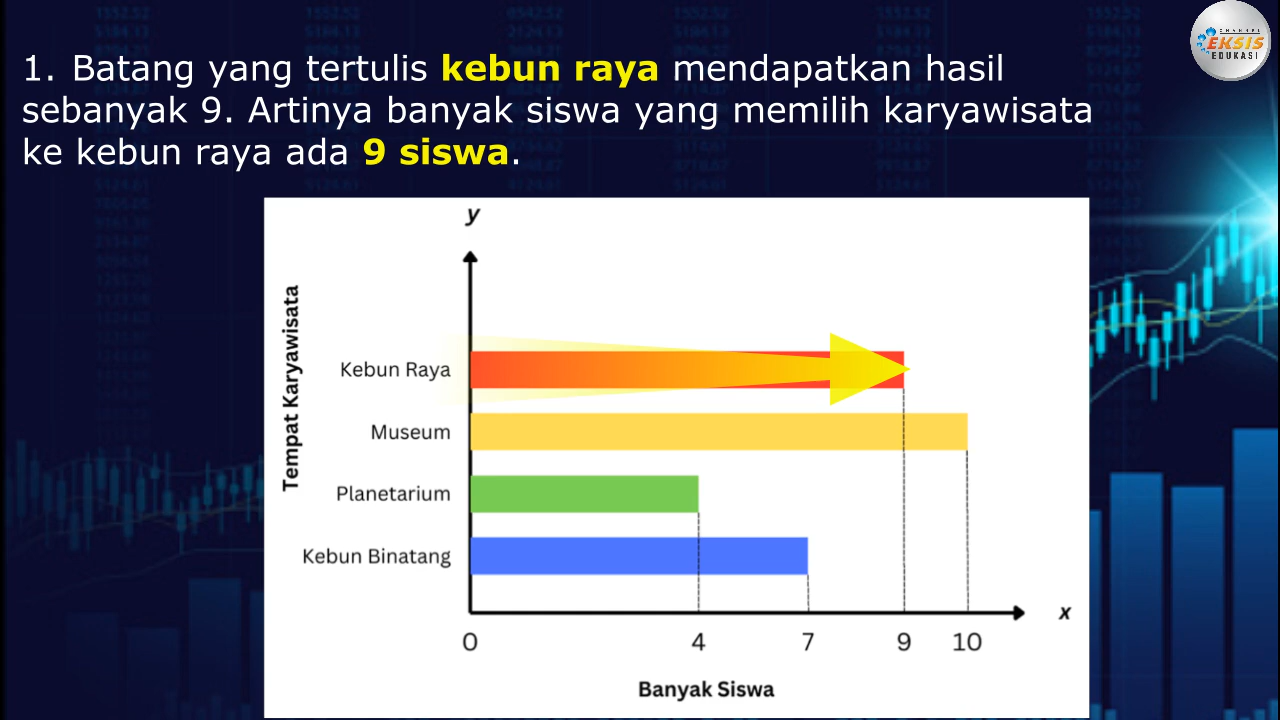 1. Batang yang tertulis kebun raya mendapatkan hasil
sebanyak 9. Artinya banyak siswa yang memilih karyawisata
ke kebun raya ada 9 siswa.
CHANNEL
EKSIS
EDUKASI
y
Tempat Karyawisata
Kebun Raya
Museum
Planetarium
Kebun Binatang
x
0 4 7 9 10
Banyak Siswa